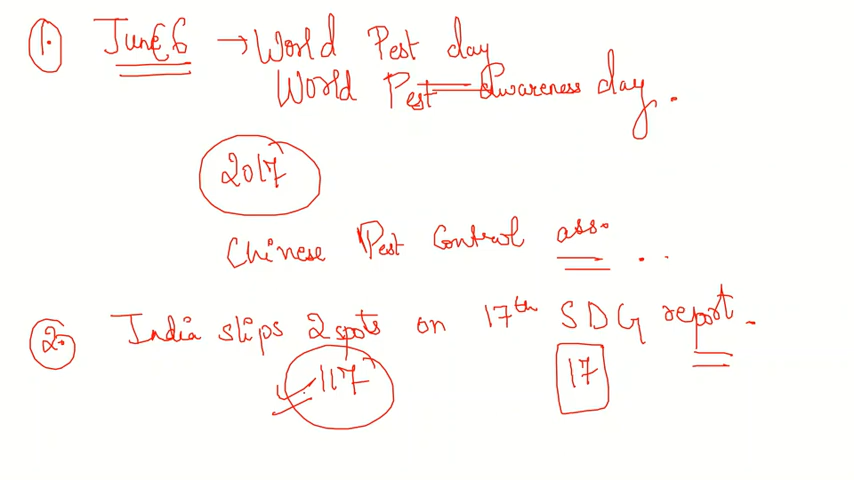 1. June 6 → World Pest day
World Pest Awareness day.
2017
Chinese Pest Control ass. ...
2. India slips 2 spots on 17th SDG report.
117 17